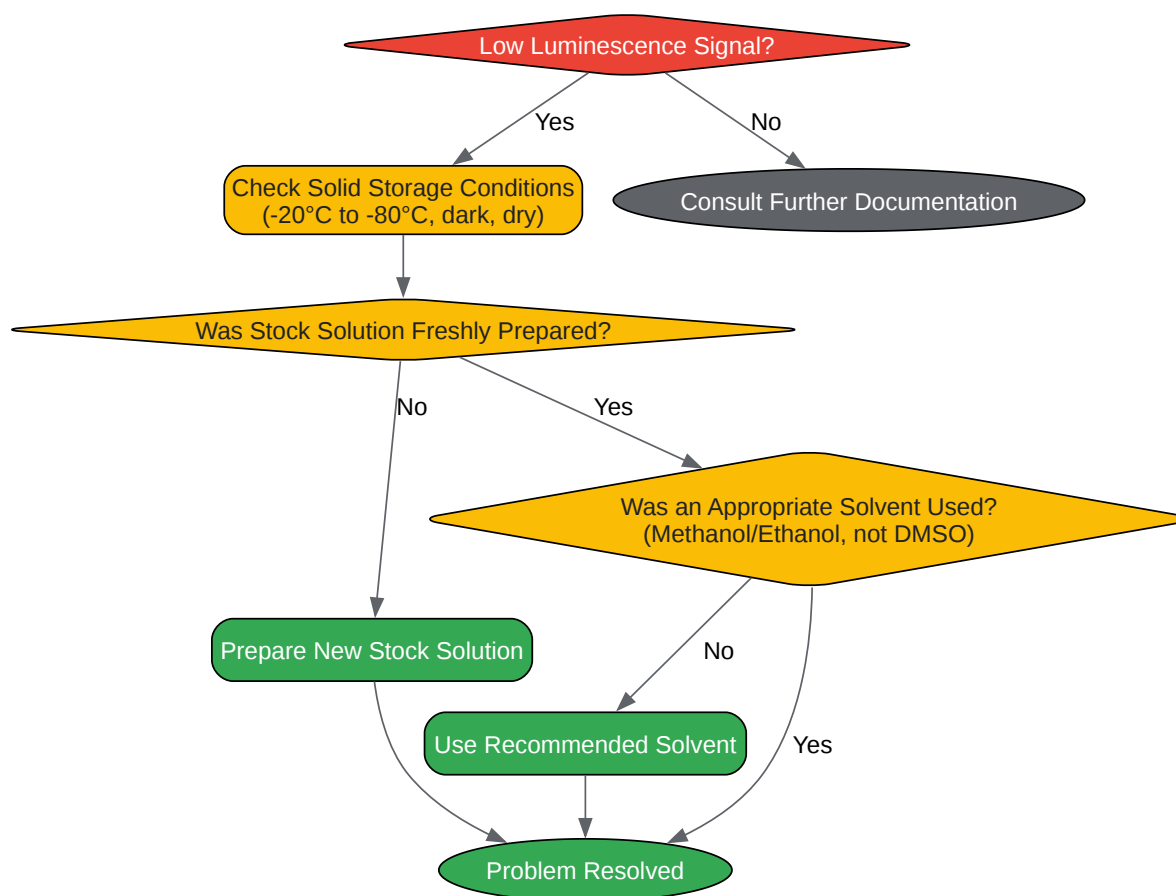 Low Luminescence Signal?
Yes
No
Check Solid Storage Conditions
(-20°C to -80°C, dark, dry)
Consult Further Documentation
Was Stock Solution Freshly Prepared?
No
Yes
Was an Appropriate Solvent Used?
(Methanol/Ethanol, not DMSO)
Prepare New Stock Solution
No
Use Recommended Solvent
Yes
Problem Resolved